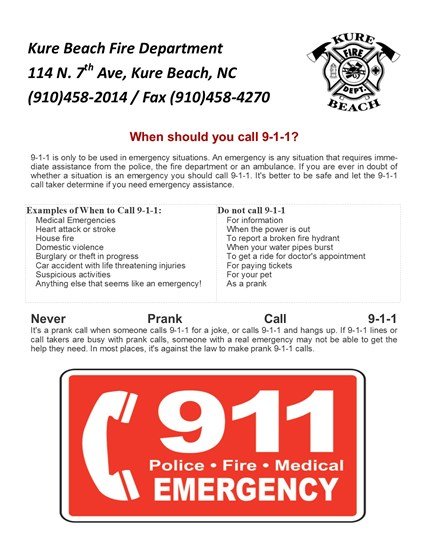 Kure Beach Fire Department
114 N. 7th Ave, Kure Beach, NC
(910)458-2014 / Fax (910)458-4270
KURE
FIRE
DEPT.
BEACH
When should you call 9-1-1?
9-1-1 is only to be used in emergency situations. An emergency is any situation that requires imme-
diate assistance from the police, the fire department or an ambulance. If you are ever in doubt of
whether a situation is an emergency you should call 9-1-1. It's better to be safe and let the 9-1-1
call taker determine if you need emergency assistance.
Examples of When to Call 9-1-1:
Medical Emergencies
Heart attack or stroke
House fire
Domestic violence
Burglary or theft in progress
Car accident with life threatening injuries
Suspicious activities
Anything else that seems like an emergency!
Do not call 9-1-1
For information
When the power is out
To report a broken fire hydrant
When your water pipes burst
To get a ride for doctor's appointment
For paying tickets
For your pet
As a prank
Never Prank Call 9-1-1
It's a prank call when someone calls 9-1-1 for a joke, or calls 9-1-1 and hangs up. If 9-1-1 lines or
call takers are busy with prank calls, someone with a real emergency may not be able to get the
help they need. In most places, it's against the law to make prank 9-1-1 calls.
911
Police • Fire • Medical
EMERGENCY